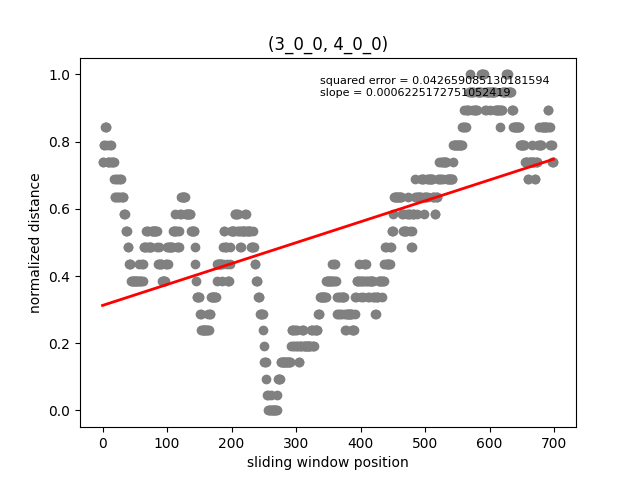 (3_0_0, 4_0_0)
squared error = 0.042659085130181594
slope = 0.0006225172751052419
normalized distance
1.0
0.8
0.6
0.4
0.2
0.0
0 100 200 300 400 500 600 700
sliding window position